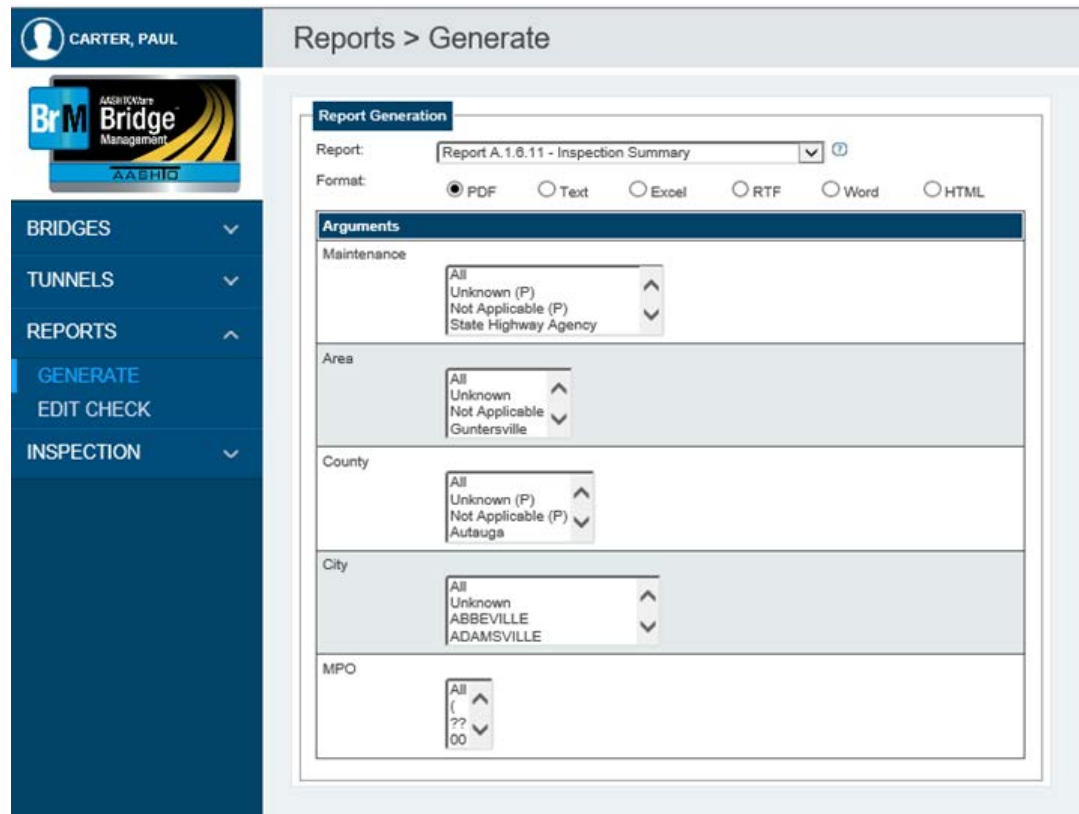 CARTER, PAUL
Reports > Generate
BrM
AASHTOWare
Bridge
Management
AASHTO
BRIDGES
TUNNELS
REPORTS
GENERATE
EDIT CHECK
INSPECTION
Report Generation
Report: Report A.1.6.11 - Inspection Summary
Format: PDF Text Excel RTF Word HTML
Arguments
Maintenance
All
Unknown (P)
Not Applicable (P)
State Highway Agency
Area
All
Unknown
Not Applicable
Guntersville
County
All
Unknown (P)
Not Applicable (P)
Autauga
City
All
Unknown
ABBEVILLE
ADAMSVILLE
MPO
All
(
??
00